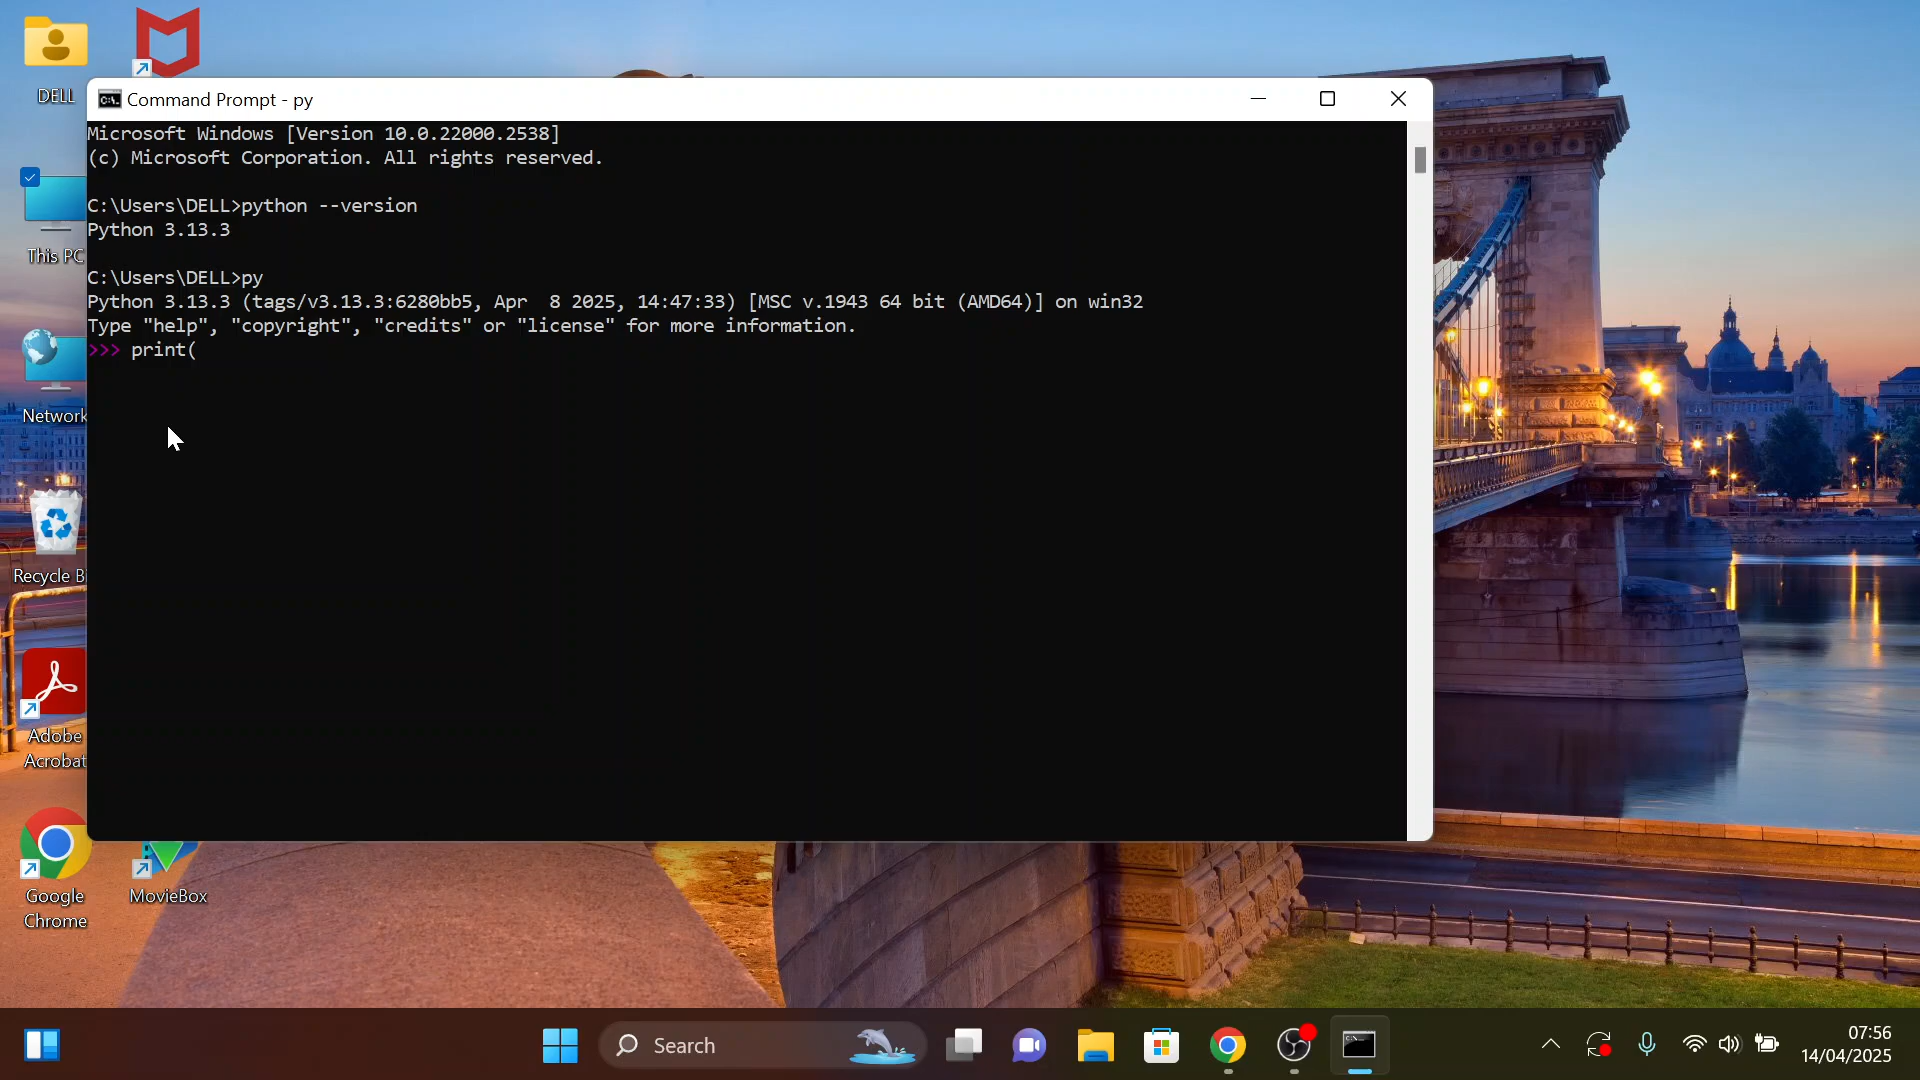 DELL
Command Prompt - py
Microsoft Windows [Version 10.0.22000.2538]
(c) Microsoft Corporation. All rights reserved.
C:\Users\DELL>python --version
Python 3.13.3
C:\Users\DELL>py
Python 3.13.3 (tags/v3.13.3:6280bb5, Apr  8 2025, 14:47:33) [MSC v.1943 64 bit (AMD64)] on win32
Type "help", "copyright", "credits" or "license" for more information.
>>> print(
This PC
Network
Recycle Bi
Adobe
Acrobat
Google
Chrome
MovieBox
Search
07:56
14/04/2025